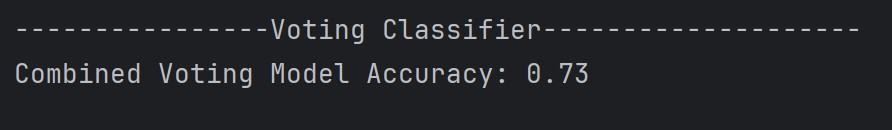 ----------------Voting Classifier--------------------
Combined Voting Model Accuracy: 0.73